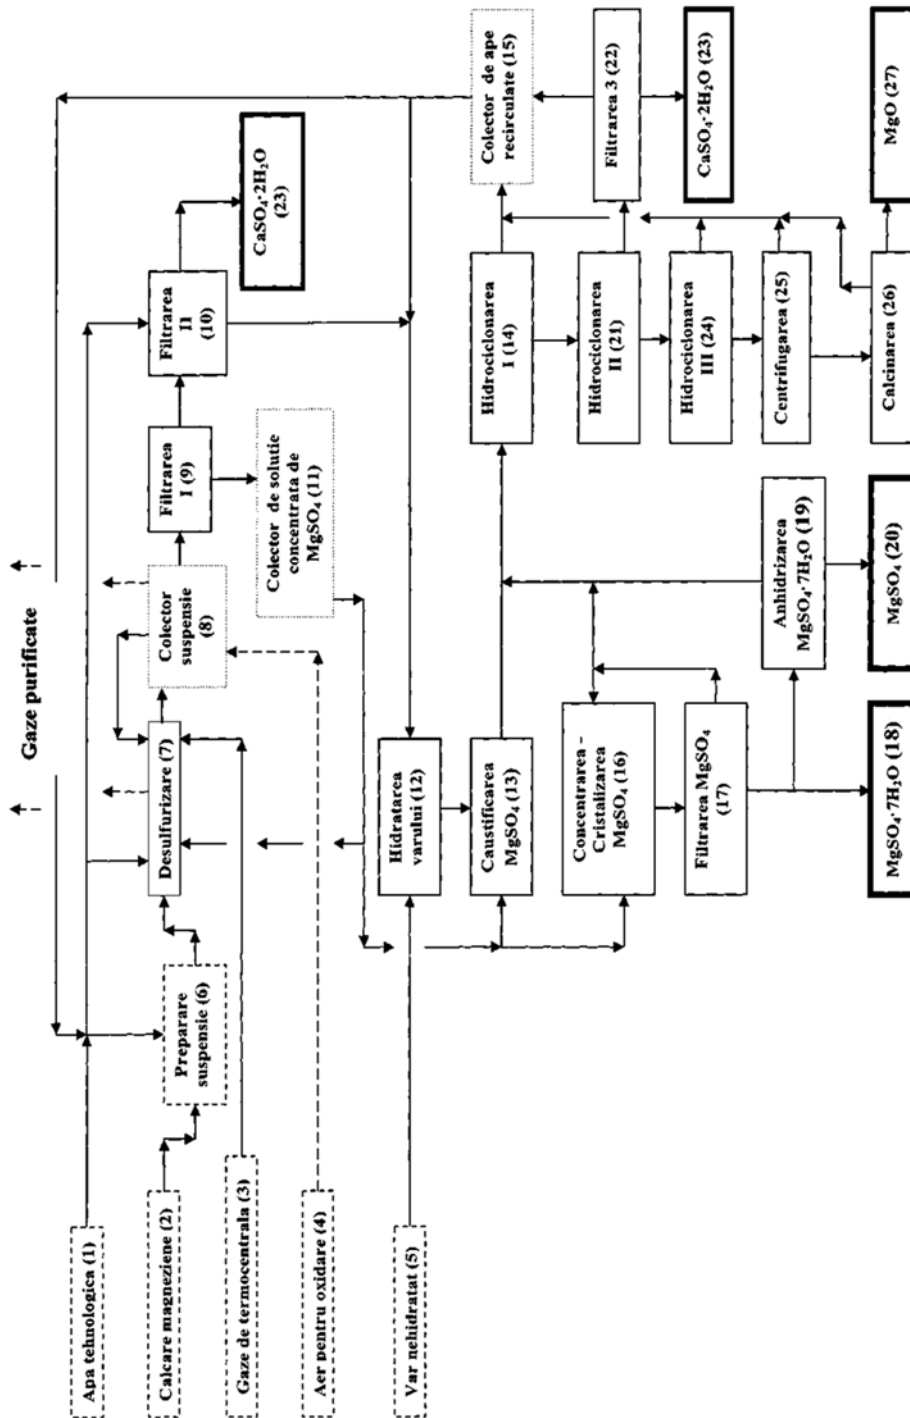 Apa tehnologica (1)
Calcare magneziene (2)
Gaze de termocentrala (3)
Aer pentru oxidare (4)
Var nehidratat (5)
Preparare
suspensie (6)
Gaze purificate
Desulfurizare (7)
Colector
suspensie
(8)
Filtrarea
I (9)
Filtrarea
II
(10)
CaSO₄·2H₂O
(23)
Colector de solutie
concentrata de
MgSO₄ (11)
Hidratarea
varului (12)
Caustificarea
MgSO₄ (13)
Concentrarea –
Cristalizarea
MgSO₄ (16)
Filtrarea MgSO₄
(17)
MgSO₄·7H₂O (18)
Anhidrizarea
MgSO₄·7H₂O (19)
MgSO₄ (20)
Hidrociclonarea
I (14)
Hidrociclonarea
II (21)
Hidrociclonarea
III (24)
Centrifugarea (25)
Calcinarea (26)
Colector de ape
recirculate (15)
Filtrarea 3 (22)
CaSO₄·2H₂O (23)
MgO (27)